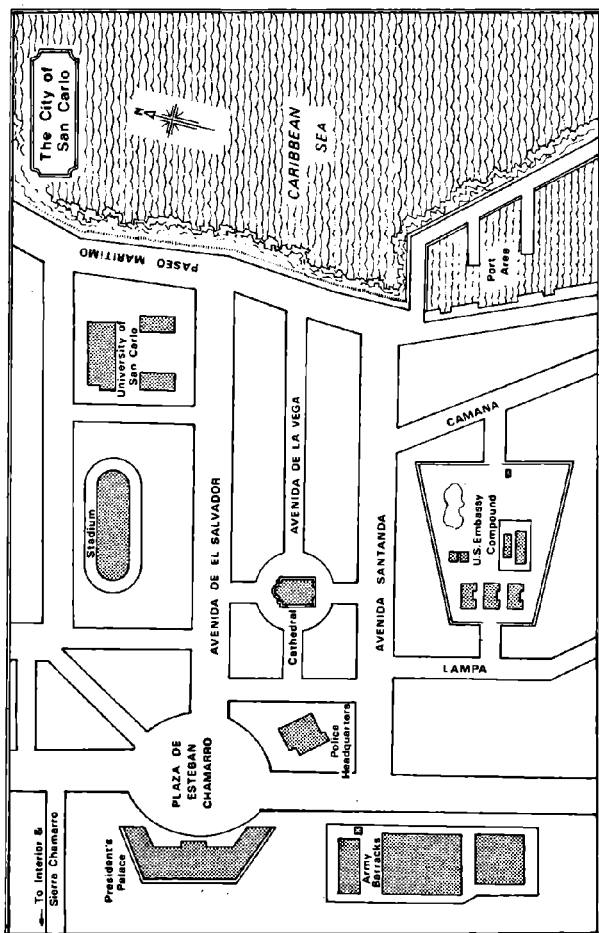 The City of
San Carlo
N
CARIBBEAN
SEA
PASEO MARITIMO
University of
San Carlo
Stadium
AVENIDA DE EL SALVADOR
AVENIDA DE LA VEGA
Cathedral
AVENIDA SANTANDA
Port
Area
CAMANA
U.S. Embassy
Compound
LAMPA
PLAZA DE
ESTEBAN
CHAMARRO
Police
Headquarters
President's
Palace
Army
Barracks
To Interior &
Sierra Chamarro